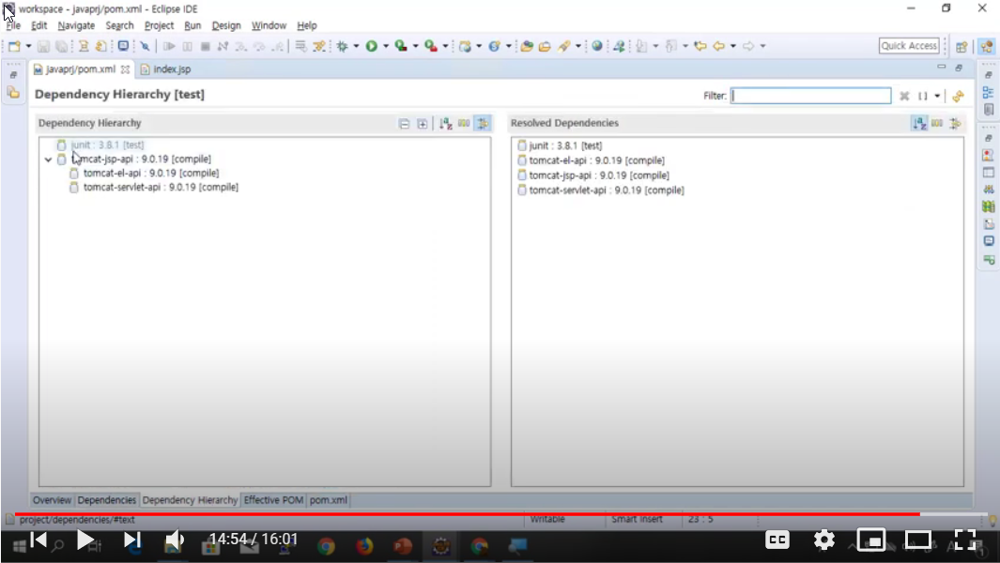 workspace - javaprj/pom.xml - Eclipse IDE
File Edit Navigate Search Project Run Design Window Help
Quick Access
javaprj/pom.xml index.jsp
Dependency Hierarchy [test]
Filter:
Dependency Hierarchy
junit : 3.8.1 [test]
tomcat-jsp-api : 9.0.19 [compile]
tomcat-el-api : 9.0.19 [compile]
tomcat-servlet-api : 9.0.19 [compile]
Resolved Dependencies
junit : 3.8.1 [test]
tomcat-el-api : 9.0.19 [compile]
tomcat-jsp-api : 9.0.19 [compile]
tomcat-servlet-api : 9.0.19 [compile]
Overview Dependencies Dependency Hierarchy Effective POM pom.xml
project/dependencies/#text Writable Smart Insert 23 : 5
14:54 / 16:01
CC